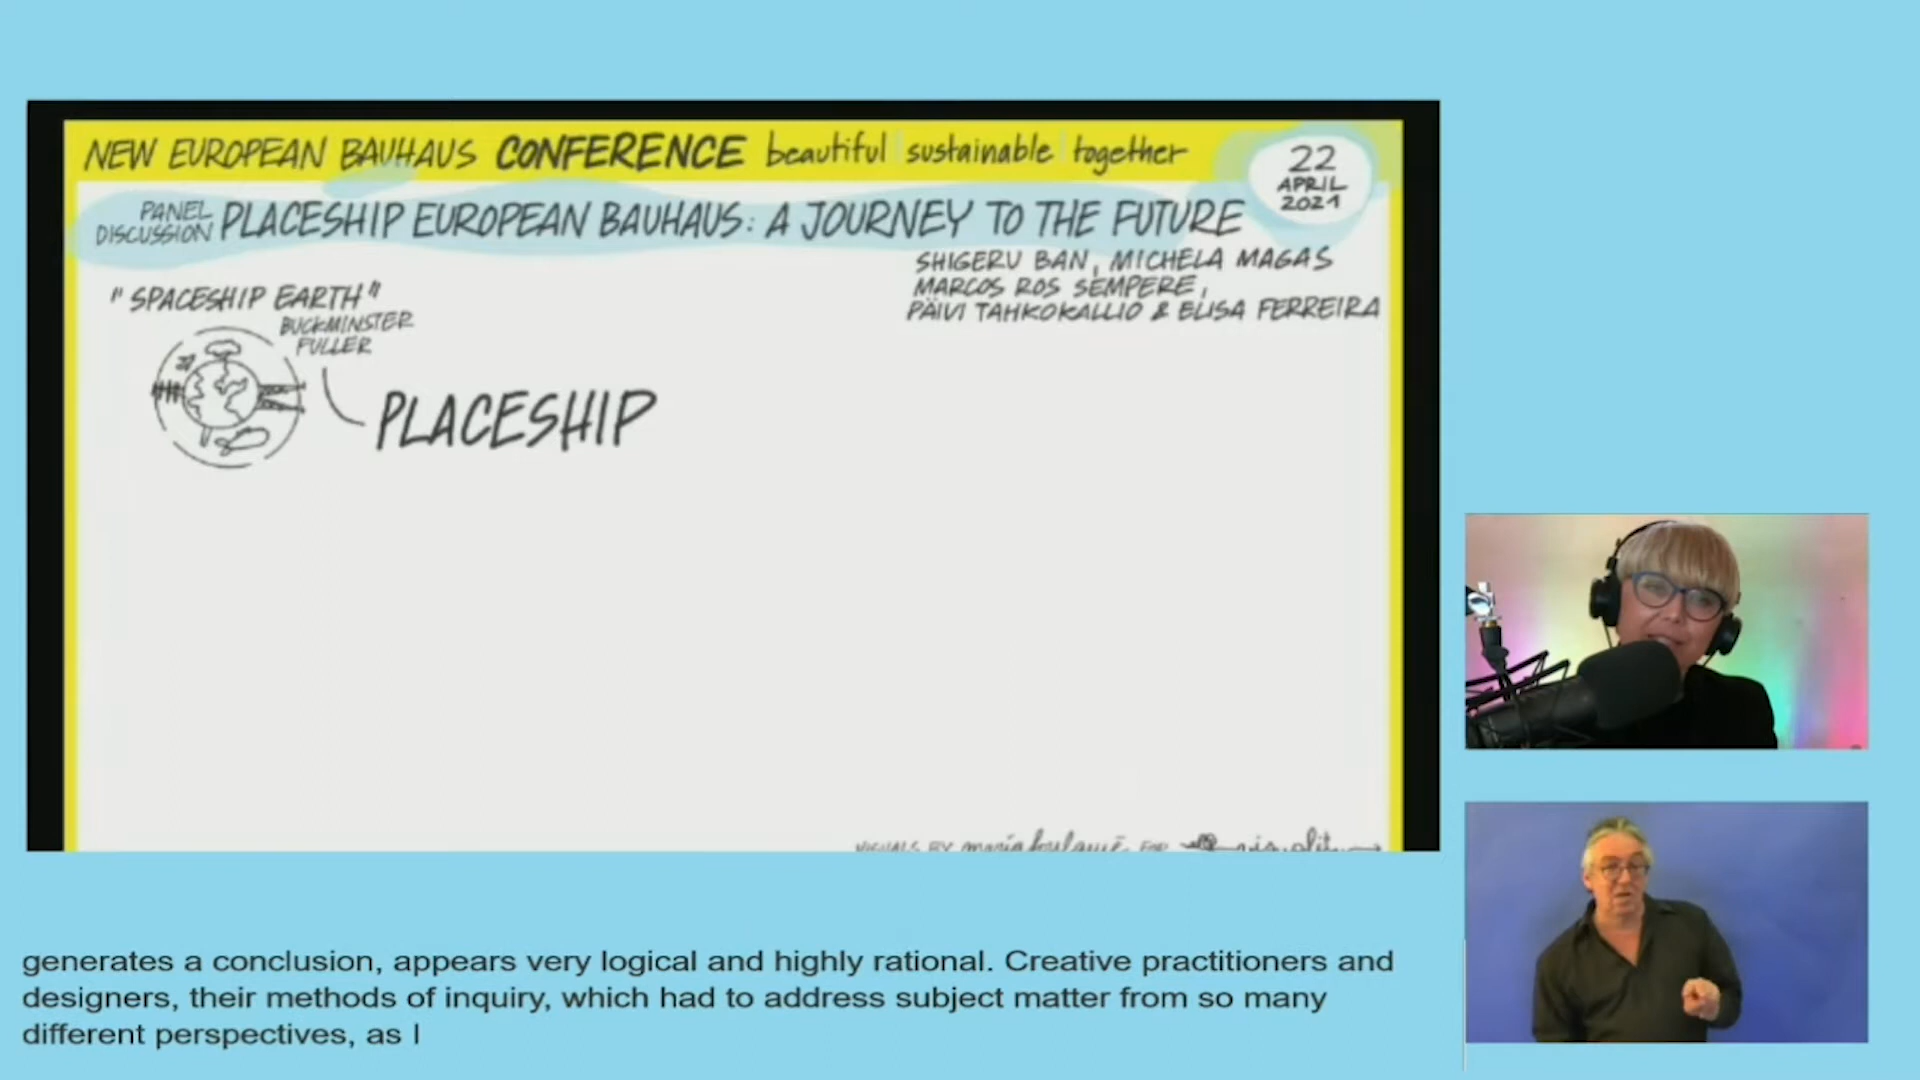 NEW EUROPEAN BAUHAUS CONFERENCE beautiful sustainable together
22
APRIL
2021
PANEL
DISCUSSION
PLACESHIP EUROPEAN BAUHAUS: A JOURNEY TO THE FUTURE
SHIGERU BAN, MICHELA MAGAS
MARCOS ROS SEMPERE,
PÄIVI TAHKOKALLIO & ELISA FERREIRA
"SPACESHIP EARTH"
BUCKMINSTER
FULLER
PLACESHIP
VISUALS BY FOR
generates a conclusion, appears very logical and highly rational. Creative practitioners and
designers, their methods of inquiry, which had to address subject matter from so many
different perspectives, as I